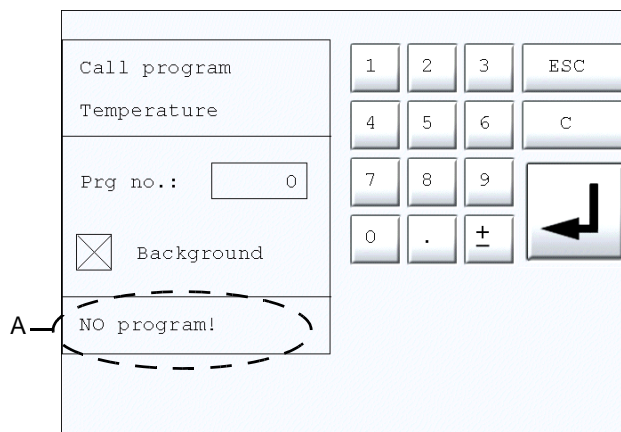 Call program
Temperature
Prg no.: 0
Background
A
NO program!
1 2 3 ESC
4 5 6 C
7 8 9
0 . ±